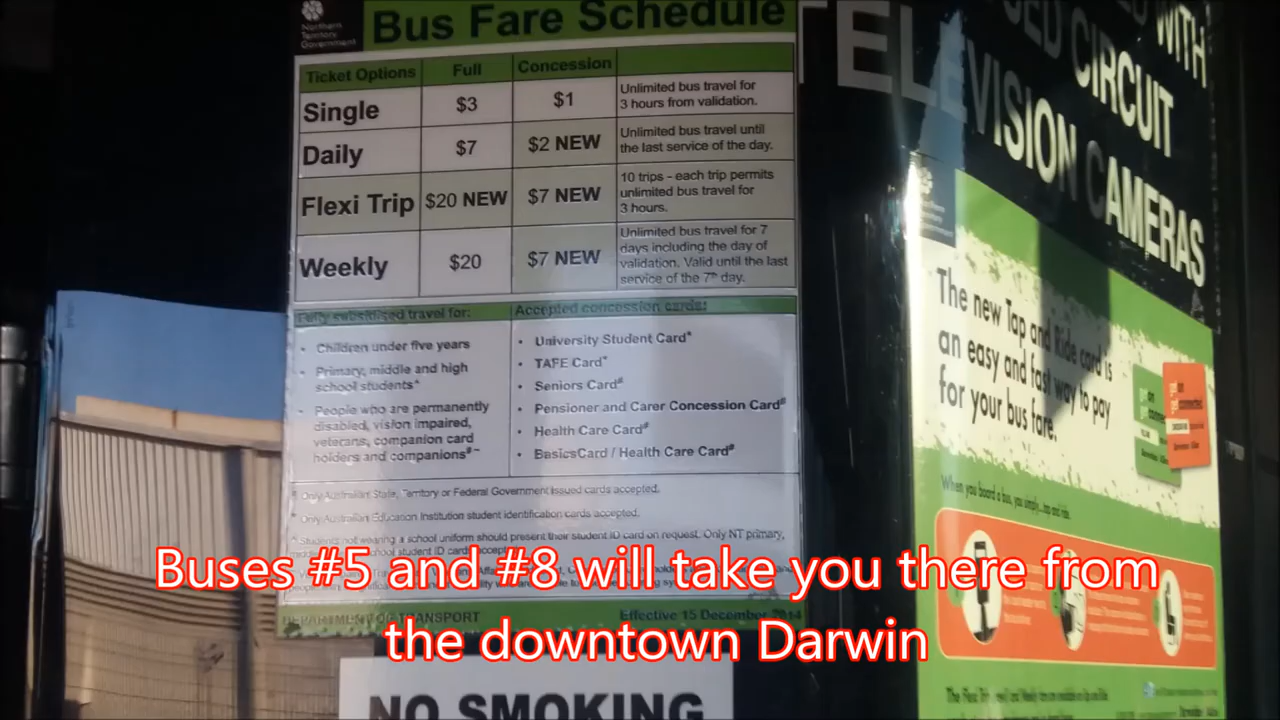 Northern
Territory
Government
Bus Fare Schedule
Ticket Options Full Concession
Single $3 $1 Unlimited bus travel for
3 hours from validation.
Daily $7 $2 NEW Unlimited bus travel until
the last service of the day.
Flexi Trip $20 NEW $7 NEW 10 trips - each trip permits
unlimited bus travel for
3 hours.
Weekly $20 $7 NEW Unlimited bus travel for 7
days including the day of
validation. Valid until the last
service of the 7th day.
Fully subsidised travel for:
• Children under five years
• Primary, middle and high
school students^
• People who are permanently
disabled, vision impaired,
veterans, companion card
holders and companions#~
Accepted concession cards:
• University Student Card*
• TAFE Card*
• Seniors Card#
• Pensioner and Carer Concession Card#
• Health Care Card#
• BasicsCard / Health Care Card#
# Only Australian State, Territory or Federal Government issued cards accepted.
* Only Australian Education Institution student identification cards accepted.
^ Students not wearing a school uniform should present their student ID card on request. Only NT primary,
school student ID cards
DEPARTMENT OF TRANSPORT Effective 15 December 2014
Buses #5 and #8 will take you there from
the downtown Darwin
NO SMOKING
WITH
CIRCUIT
TELEVISION CAMERAS
The new Tap and Ride card is
an easy and fast way to pay
for your bus fare.
When you board a bus, you simply...tap and ride.